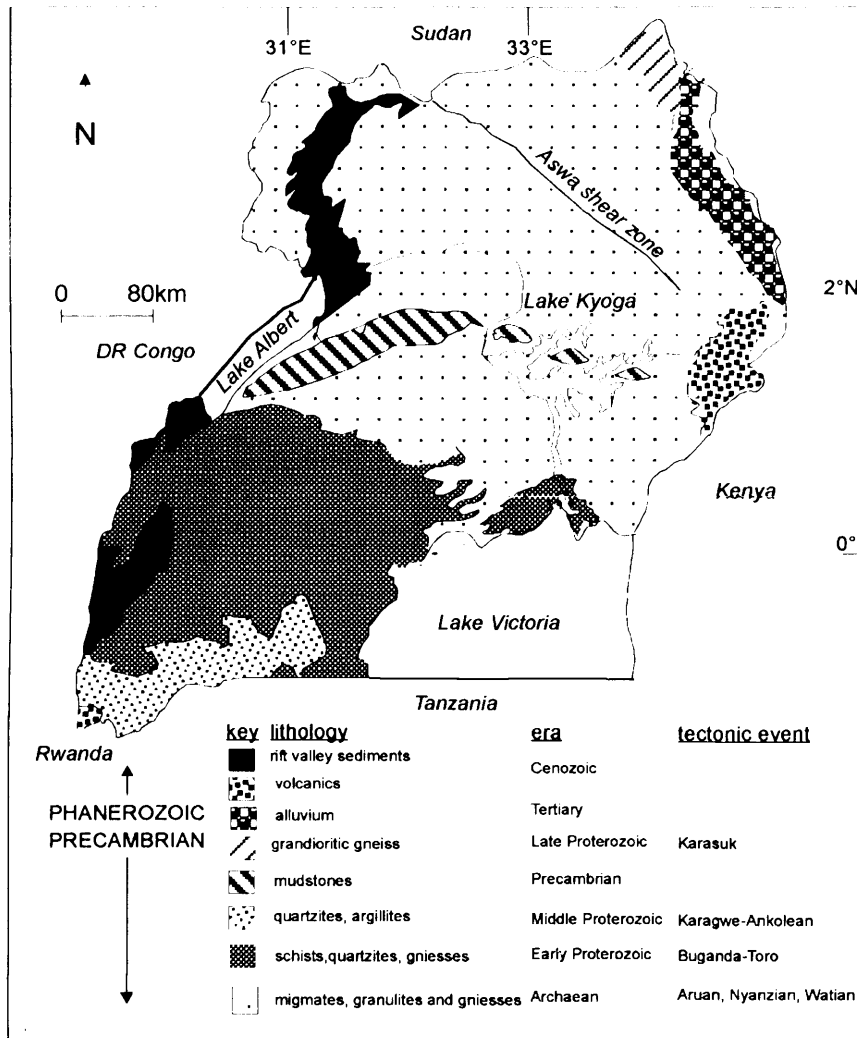 Sudan
31°E
33°E
N
Aswa shear zone
0 80km
2°N
Lake Kyoga
DR Congo
Lake Albert
Kenya
0°
Lake Victoria
Tanzania
Rwanda
key lithology era tectonic event
rift valley sediments
Cenozoic
volcanics
PHANEROZOIC
alluvium Tertiary
PRECAMBRIAN
grandioritic gneiss Late Proterozoic Karasuk
mudstones Precambrian
quartzites, argillites Middle Proterozoic Karagwe-Ankolean
schists,quartzites, gniesses Early Proterozoic Buganda-Toro
migmates, granulites and gniesses Archaean Aruan, Nyanzian, Watian